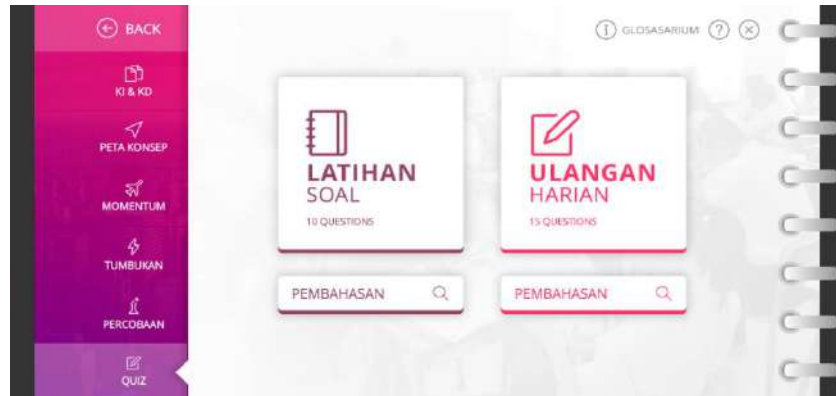 BACK
KI & KD
PETA KONSEP
MOMENTUM
TUMBUKAN
PERCOBAAN
QUIZ
GLOSASARIUM
LATIHAN
SOAL
10 QUESTIONS
PEMBAHASAN
ULANGAN
HARIAN
15 QUESTIONS
PEMBAHASAN